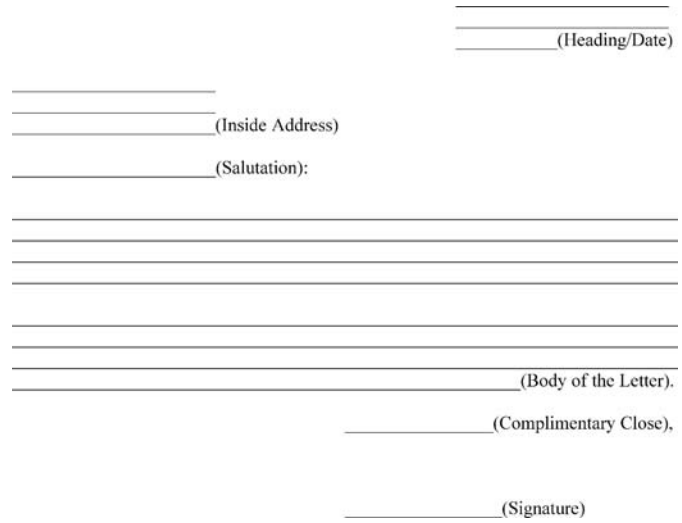 (Heading/Date)
(Inside Address)
(Salutation):
(Body of the Letter).
(Complimentary Close),
(Signature)